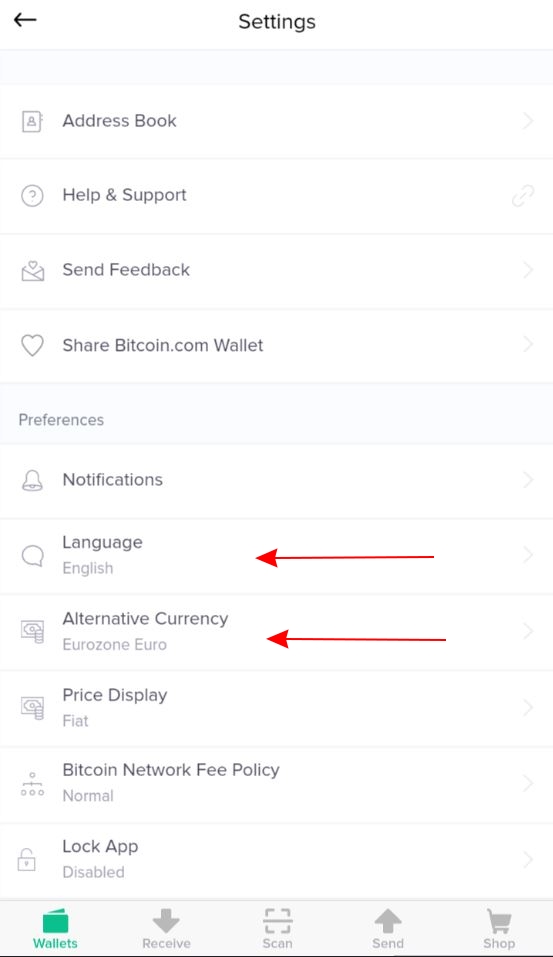 Settings
Address Book
Help & Support
Send Feedback
Share Bitcoin.com Wallet
Preferences
Notifications
Language
English
Alternative Currency
Eurozone Euro
Price Display
Fiat
Bitcoin Network Fee Policy
Normal
Lock App
Disabled
Wallets
Receive
Scan
Send
Shop